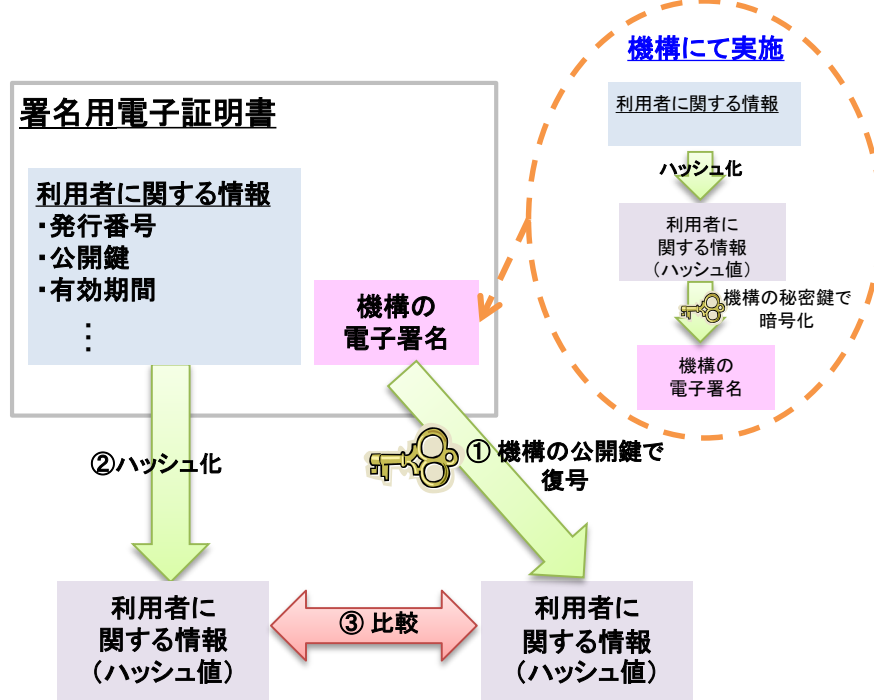 機構にて実施
利用者に関する情報
ハッシュ化
利用者に
関する情報
（ハッシュ値）
機構の秘密鍵で
暗号化
機構の
電子署名
署名用電子証明書
利用者に関する情報
・発行番号
・公開鍵
・有効期間
⋮
機構の
電子署名
②ハッシュ化
① 機構の公開鍵で
復号
利用者に
関する情報
（ハッシュ値）
③ 比較
利用者に
関する情報
（ハッシュ値）